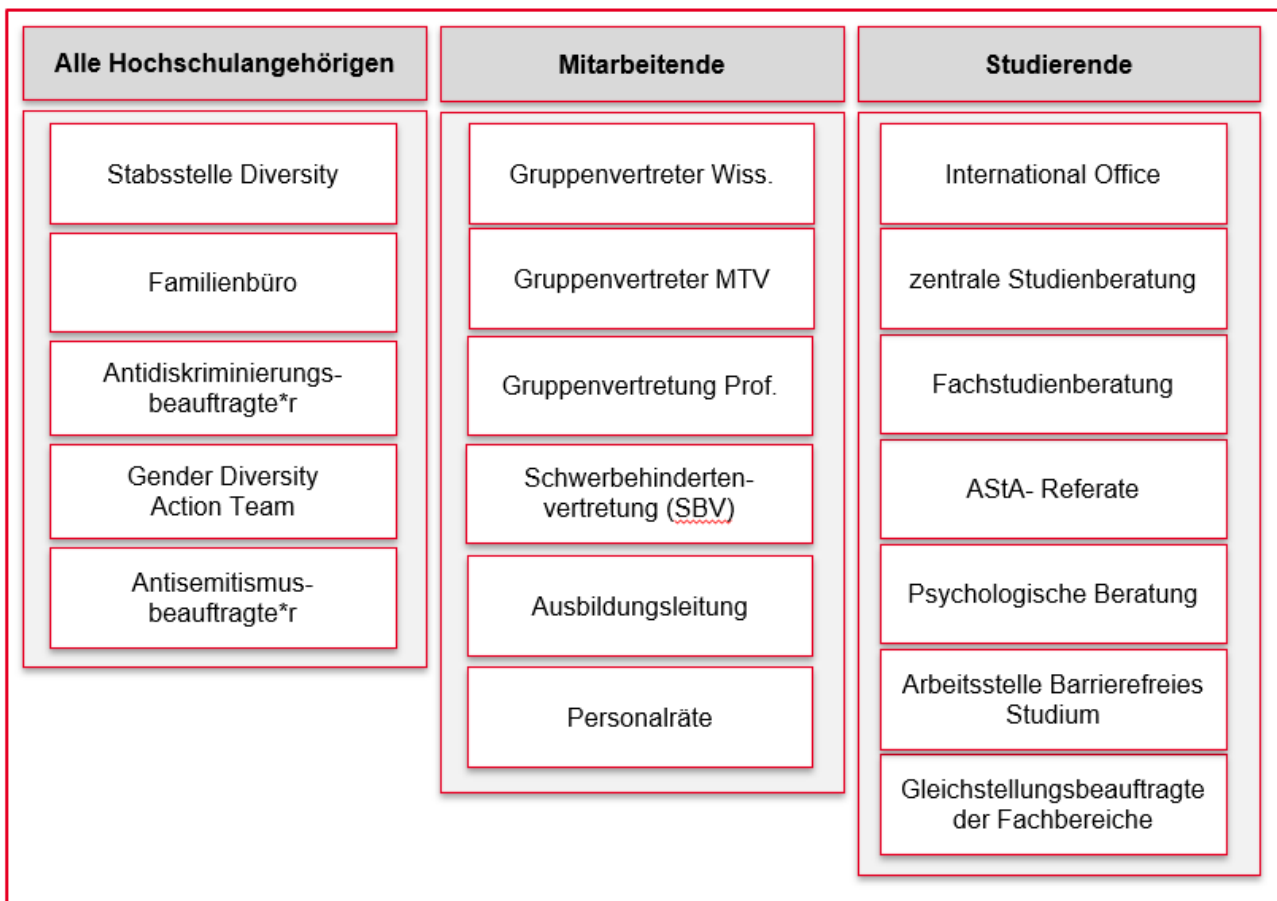 Alle Hochschulangehörigen
Stabsstelle Diversity
Familienbüro
Antidiskriminierungs-
beauftragte*r
Gender Diversity
Action Team
Antisemitismus-
beauftragte*r
Mitarbeitende
Gruppenvertreter Wiss.
Gruppenvertreter MTV
Gruppenvertretung Prof.
Schwerbehinderten-
vertretung (SBV)
Ausbildungsleitung
Personalräte
Studierende
International Office
zentrale Studienberatung
Fachstudienberatung
AStA- Referate
Psychologische Beratung
Arbeitsstelle Barrierefreies
Studium
Gleichstellungsbeauftragte
der Fachbereiche